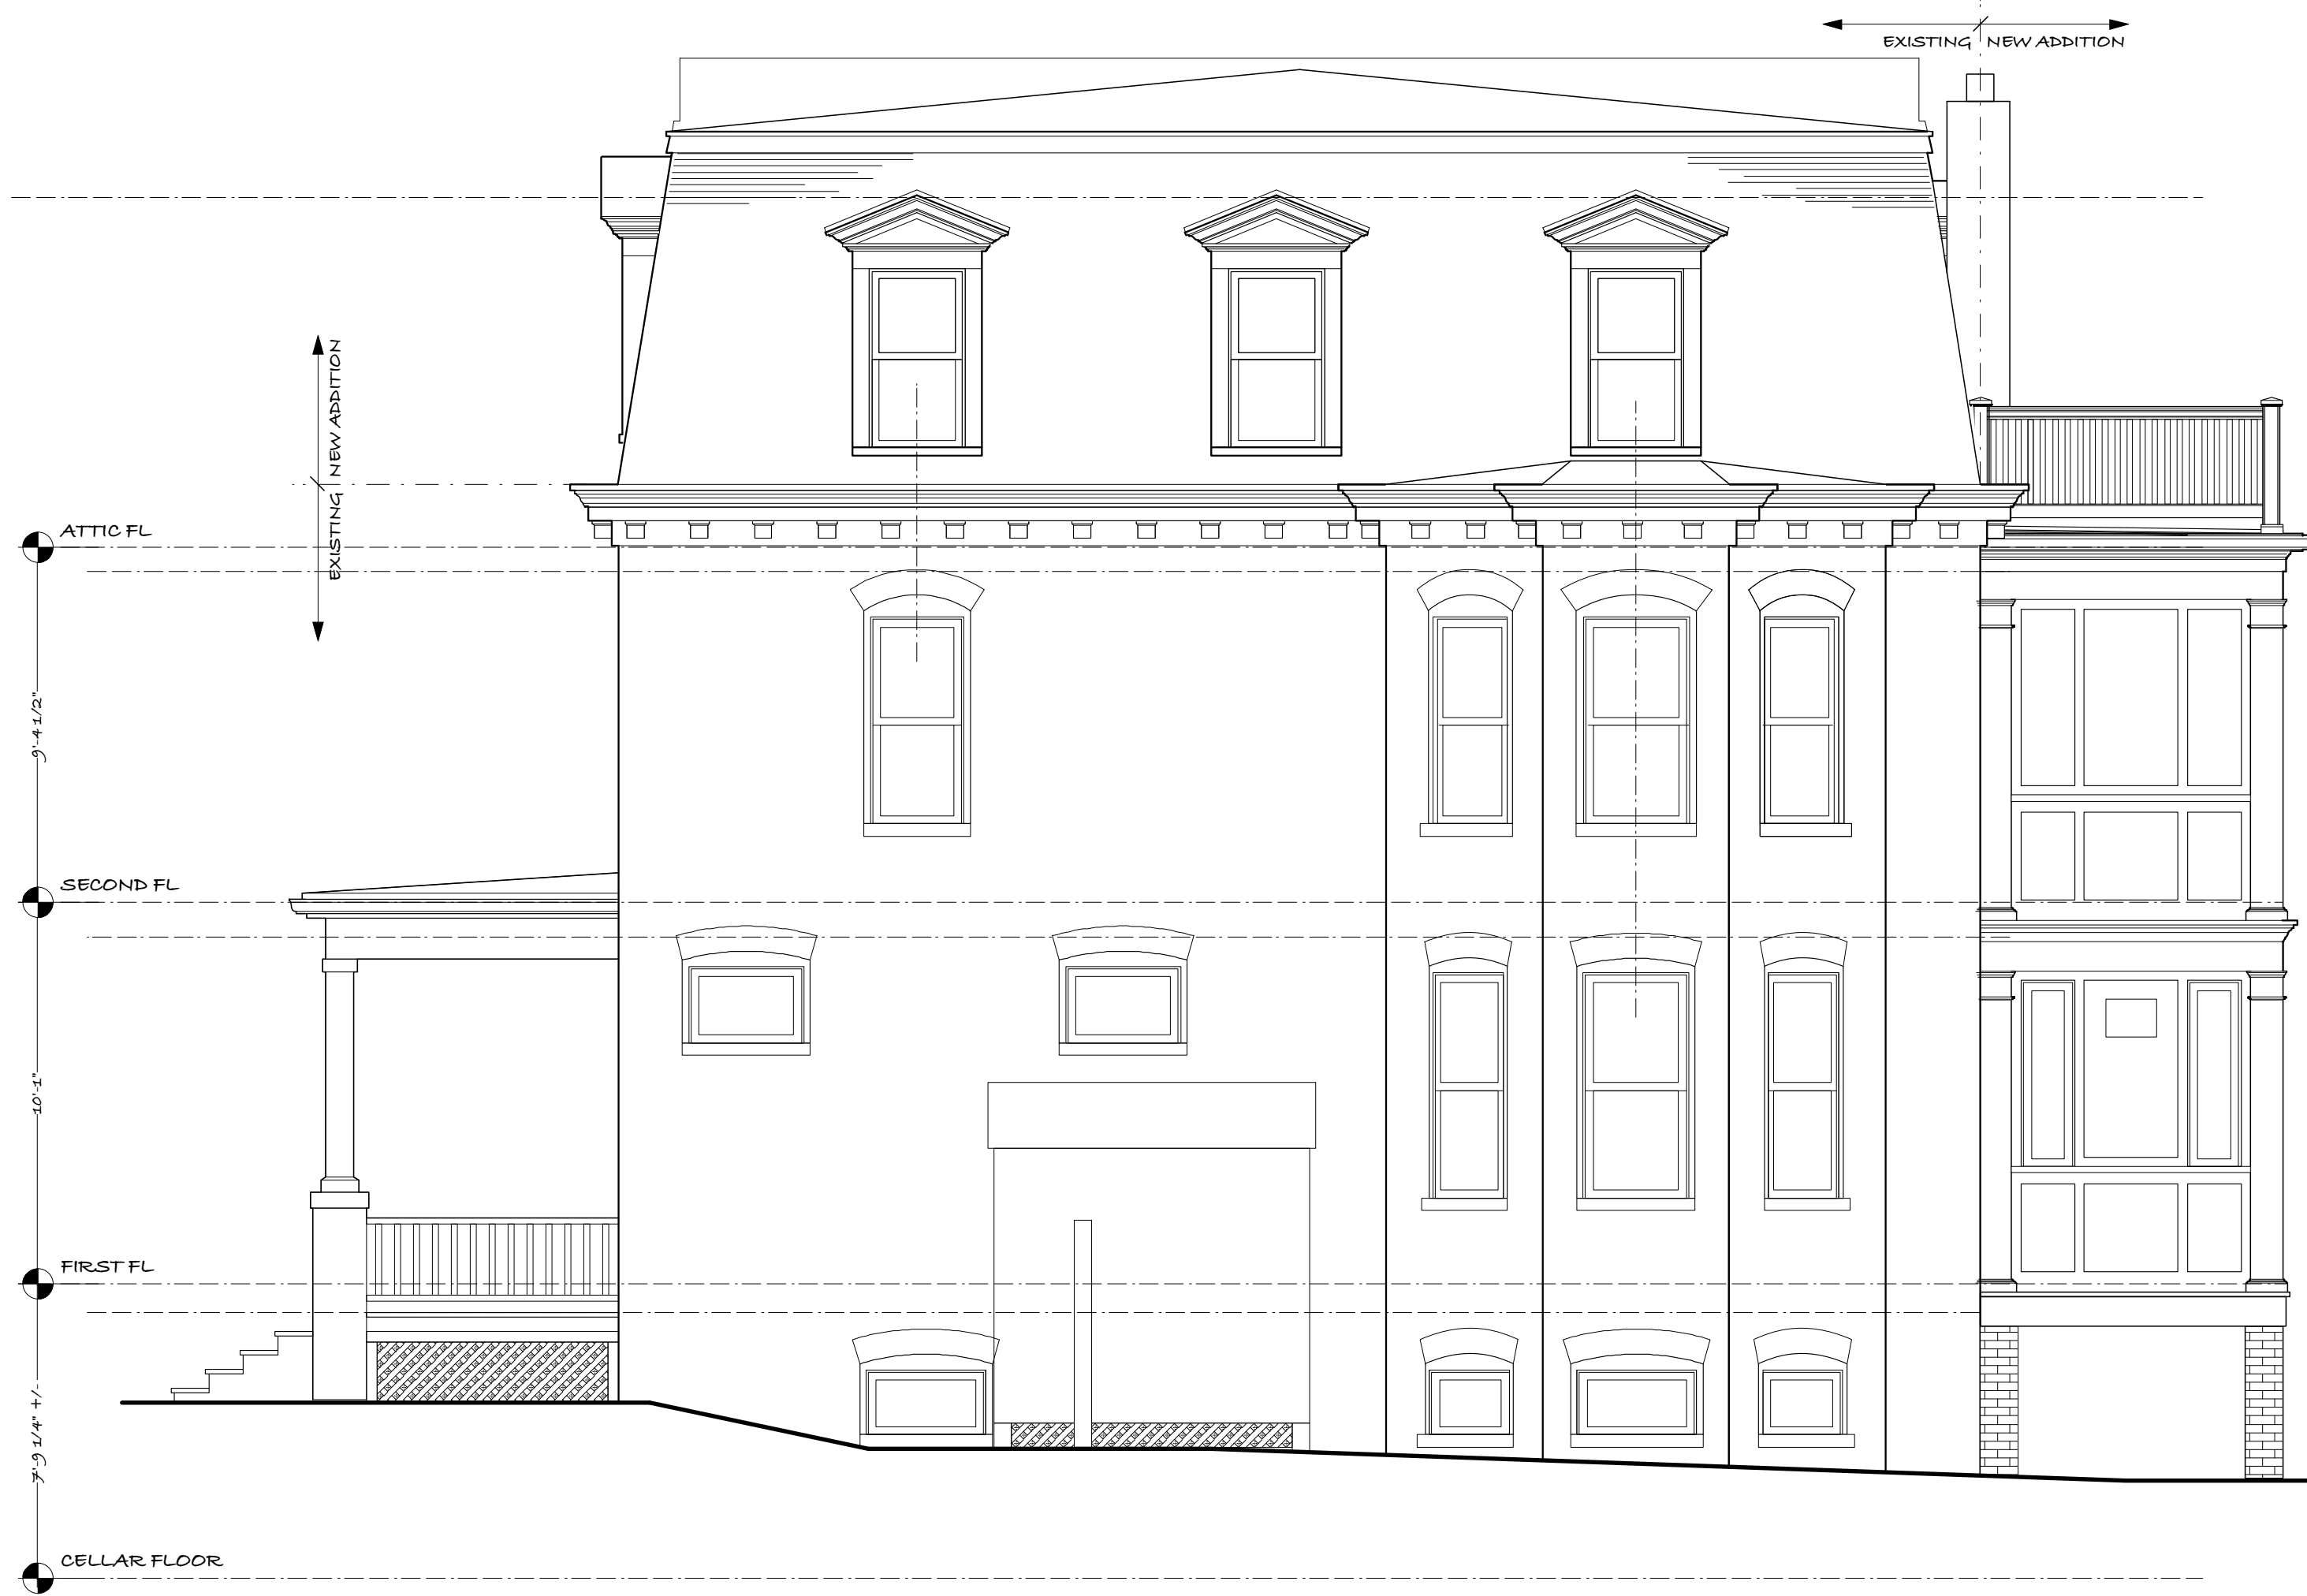 EXISTING NEW ADDITION
EXISTING NEW ADDITION
ATTIC FL
9'-4 1/2"
SECOND FL
10'-1"
FIRST FL
7'-9 1/4" +/-
CELLAR FLOOR